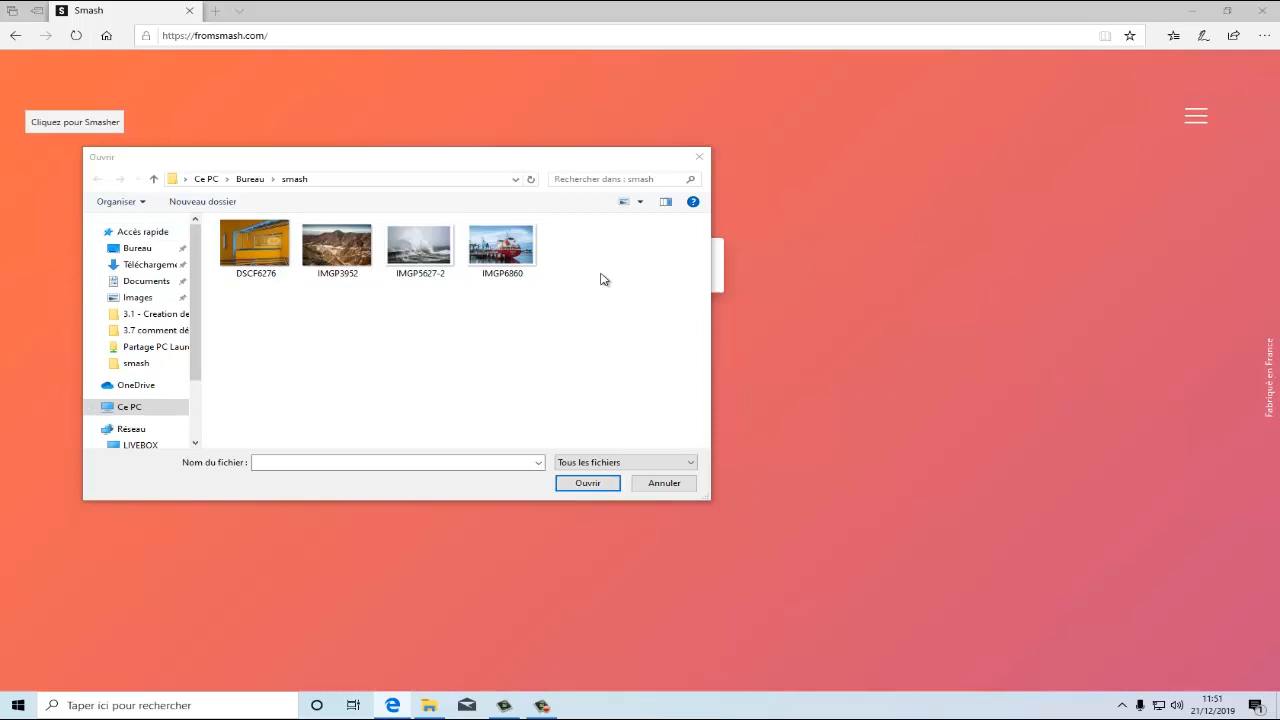 Smash
https://fromsmash.com/
Cliquez pour Smasher
Ouvrir
Ce PC > Bureau > smash
Rechercher dans : smash
Organiser
Nouveau dossier
Accès rapide
Bureau
Téléchargeme
Documents
Images
3.1 - Creation de
3.7 comment dé
Partage PC Laure
smash
OneDrive
Ce PC
Réseau
LIVEBOX
DSCF6276
IMGP3952
IMGP5627-2
IMGP6860
Nom du fichier :
Tous les fichiers
Ouvrir
Annuler
Fabriqué en France
Taper ici pour rechercher
11:51
21/12/2019
1